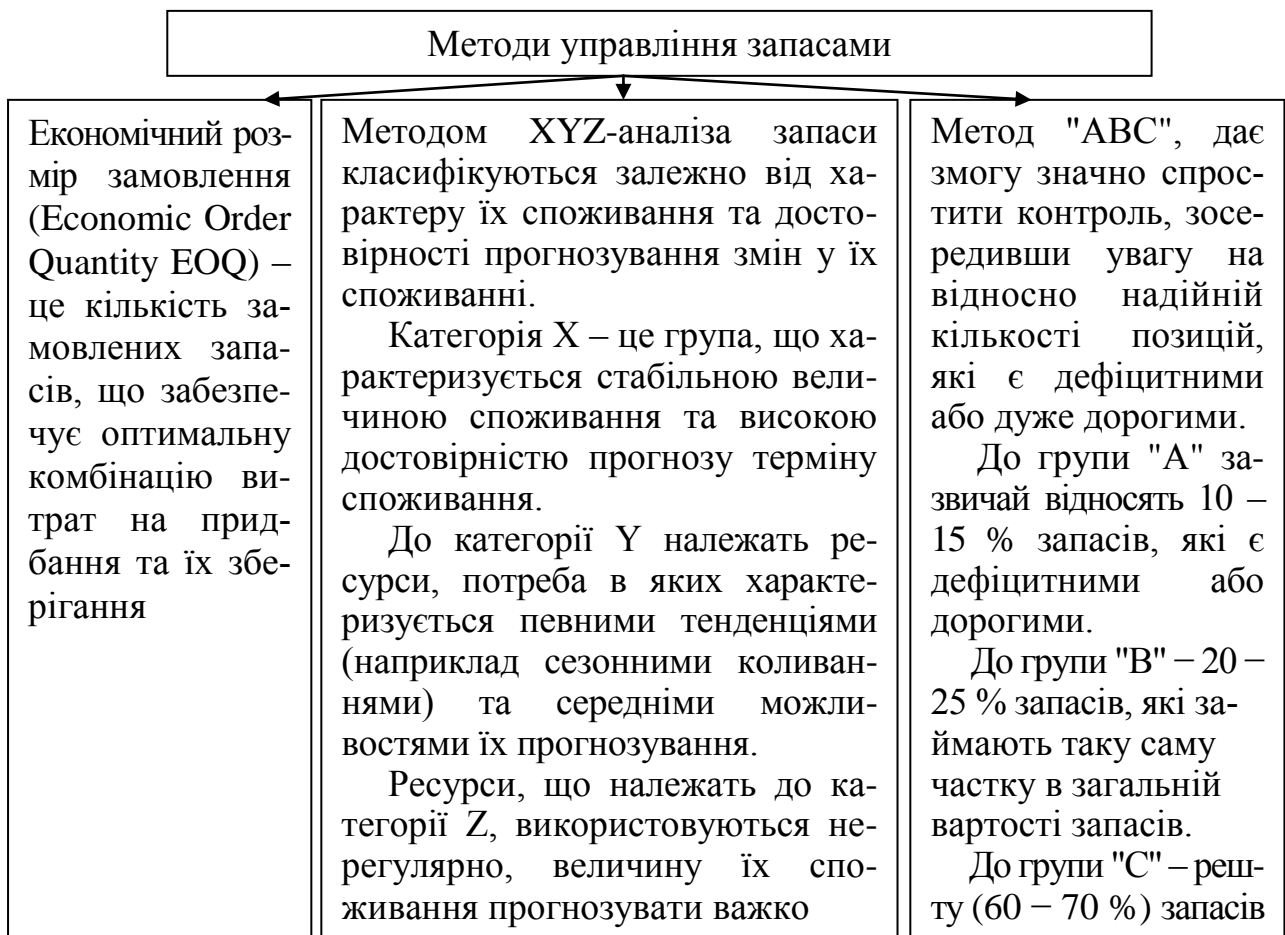 Методи управління запасами
Економічний роз-
мір замовлення
(Economic Order
Quantity EOQ) –
це кількість за-
мовлених запа-
сів, що забезпе-
чує оптимальну
комбінацію ви-
трат на прид-
бання та їх збе-
рігання
Методом XYZ-аналіза запаси
класифікуються залежно від ха-
рактеру їх споживання та досто-
вірності прогнозування змін у їх
споживанні.
Категорія X – це група, що ха-
рактеризується стабільною вели-
чиною споживання та високою
достовірністю прогнозу терміну
споживання.
До категорії Y належать ре-
сурси, потреба в яких характе-
ризується певними тенденціями
(наприклад сезонними коливан-
нями) та середніми можли-
востями їх прогнозування.
Ресурси, що належать до ка-
тегорії Z, використовуються не-
регулярно, величину їх спо-
живання прогнозувати важко
Метод "АВС", дає
змогу значно спрос-
тити контроль, зосе-
редивши увагу на
відносно надійній
кількості позицій,
які є дефіцитними
або дуже дорогими.
До групи "А" за-
звичай відносять 10 –
15 % запасів, які є
дефіцитними або
дорогими.
До групи "В" − 20 −
25 % запасів, які за-
ймають таку саму
частку в загальній
вартості запасів.
До групи "С" – реш-
ту (60 − 70 %) запасів